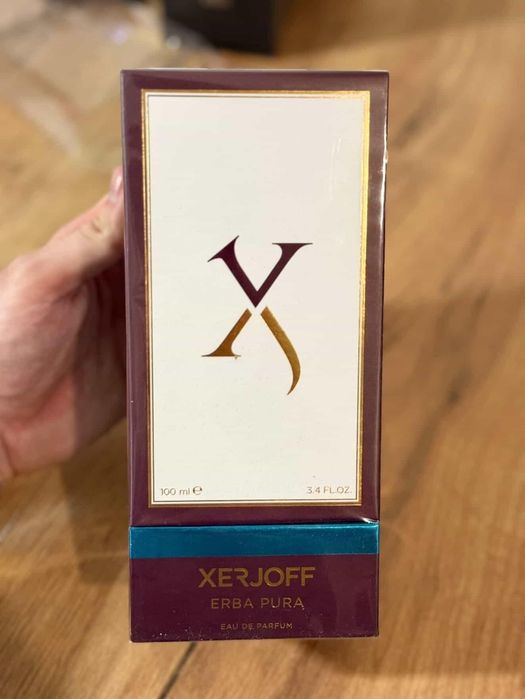 X
100 ml ℮
3.4 FL.OZ.
XERJOFF
ERBA PURA
EAU DE PARFUM